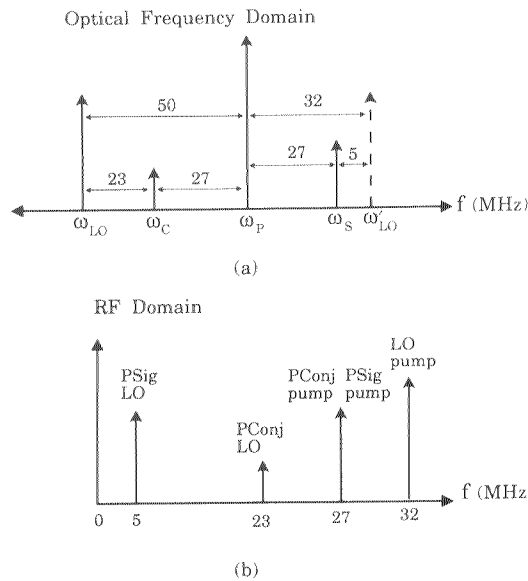 Optical Frequency Domain
50
32
27
5
23
27
ω_LO
ω_C
ω_P
ω_S
ω'_LO
f (MHz)
(a)
RF Domain
LO
pump
PSig
LO
PConj
pump
PSig
pump
PConj
LO
f (MHz
0
5
23
27
32
(b)